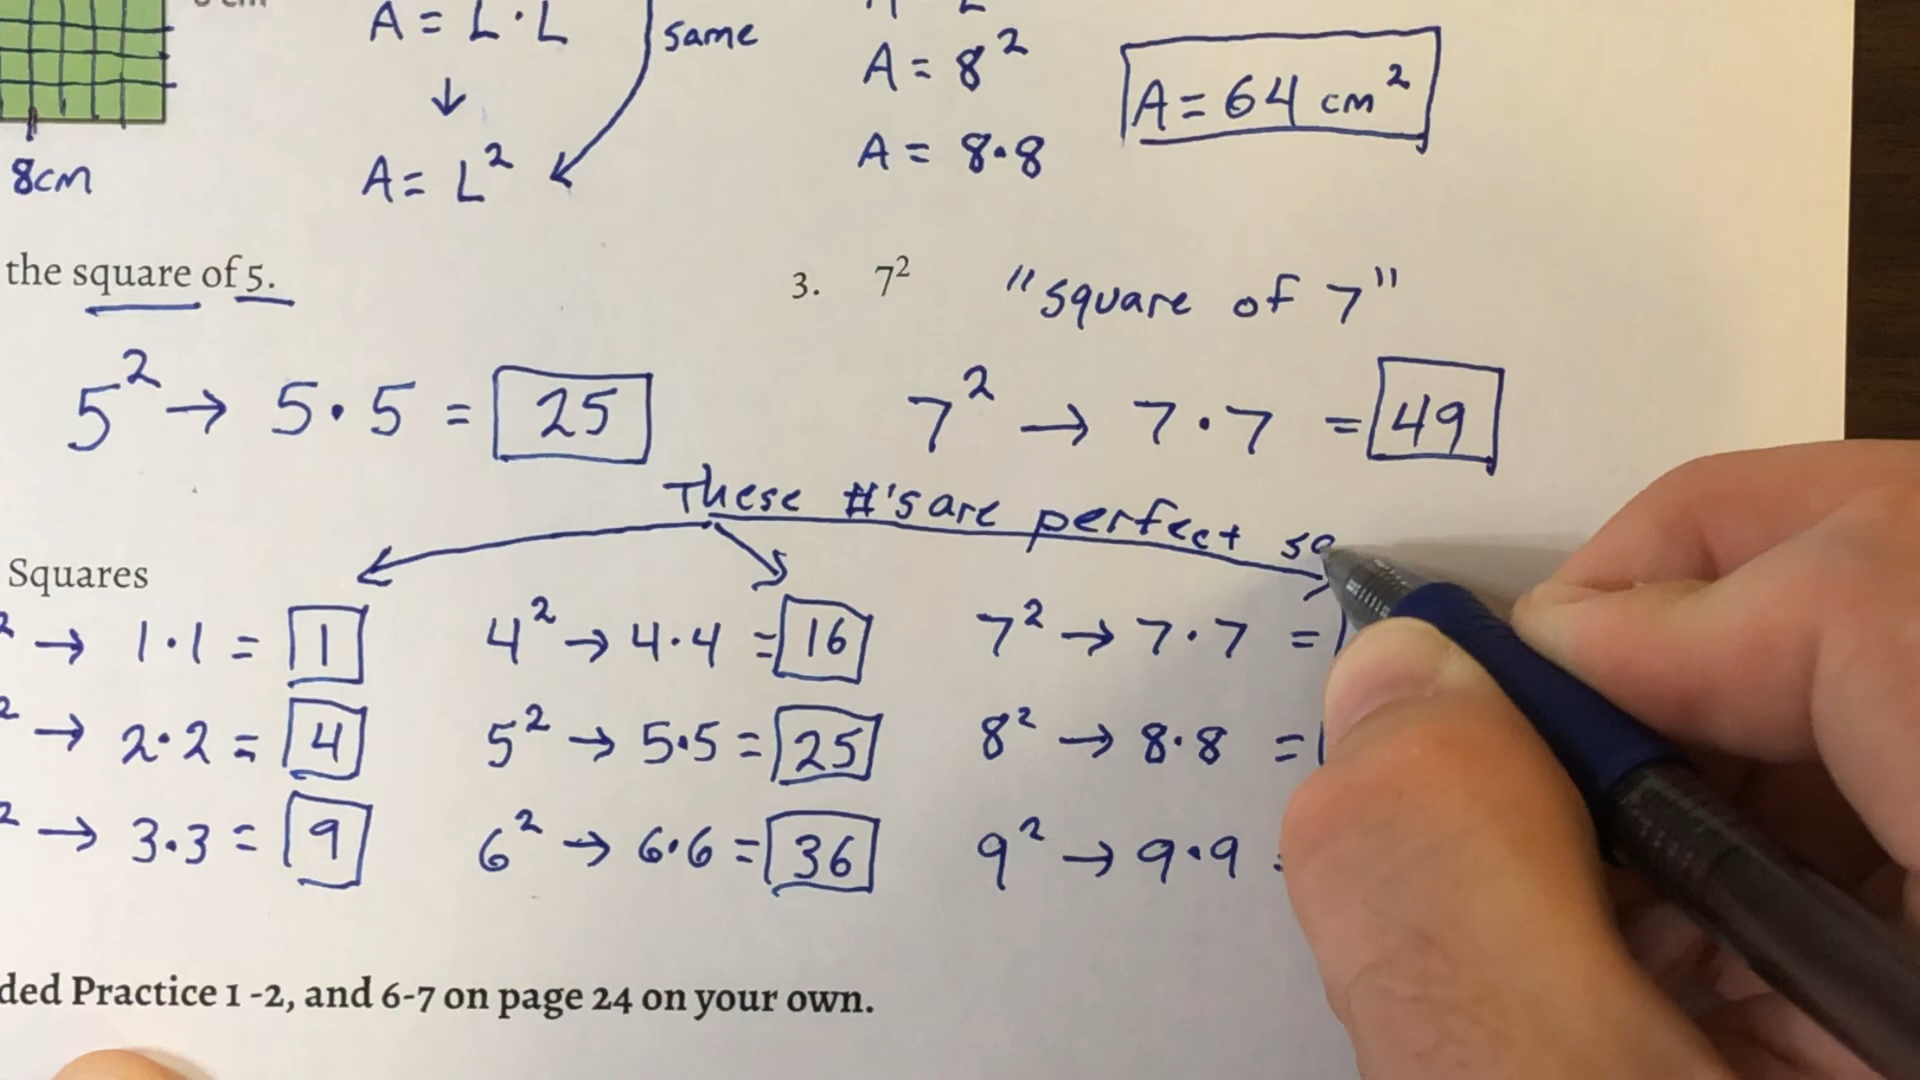 A = L · L
same
A = 8²
A = 64 cm²
↓
A = 8·8
8cm
A = L²
the square of 5.
3. 7² "square of 7"
5² → 5·5 = 25
7² → 7·7 = 49
These #'s are perfect sq
Squares
² → 1·1 = 1
4² → 4·4 = 16
7² → 7·7 =
² → 2·2 = 4
5² → 5·5 = 25
8² → 8·8 =
² → 3·3 = 9
6² → 6·6 = 36
9² → 9·9
ded Practice 1 -2, and 6-7 on page 24 on your own.